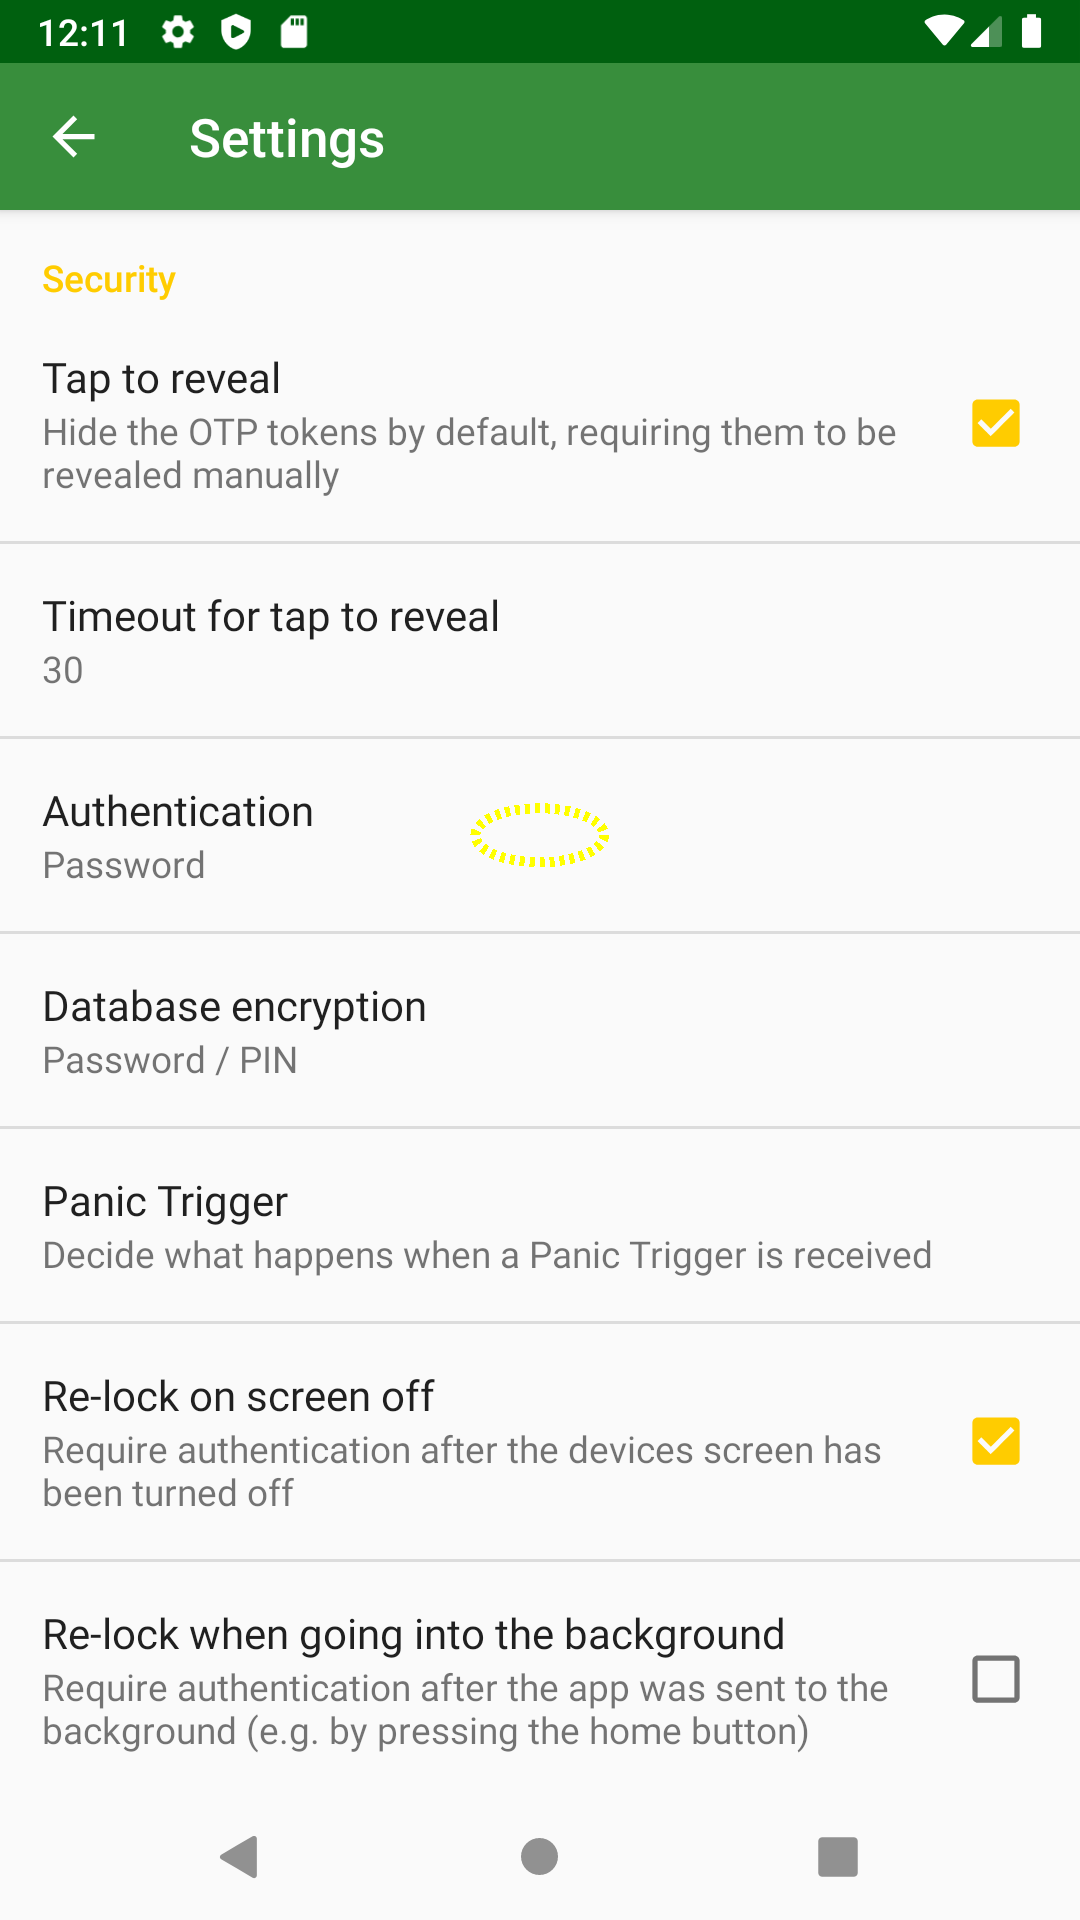 12:11
Settings
Security
Tap to reveal
Hide the OTP tokens by default, requiring them to be
revealed manually
Timeout for tap to reveal
30
Authentication
Password
Database encryption
Password / PIN
Panic Trigger
Decide what happens when a Panic Trigger is received
Re-lock on screen off
Require authentication after the devices screen has
been turned off
Re-lock when going into the background
Require authentication after the app was sent to the
background (e.g. by pressing the home button)